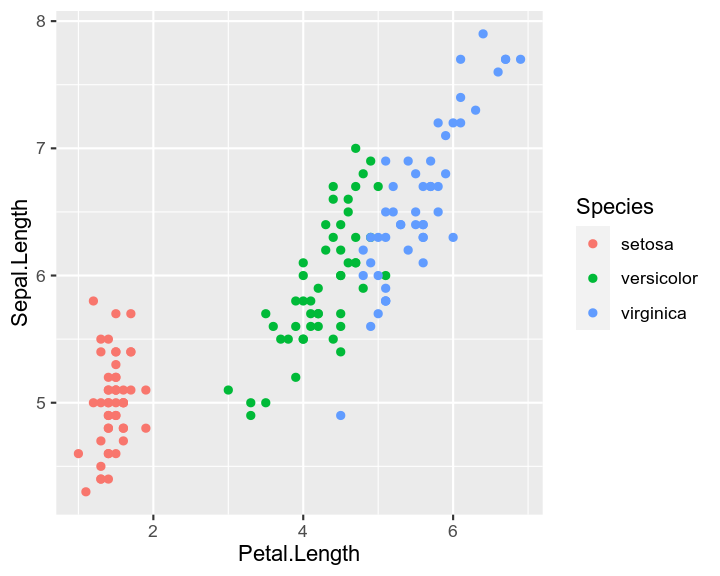 8
7
6
5
2
4
6
Petal.Length
Sepal.Length
Species
setosa
versicolor
virginica